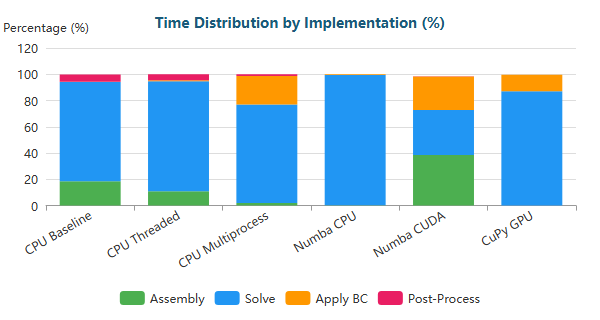 Time Distribution by Implementation (%)
Percentage (%)
120
100
80
60
40
20
0
CPU Baseline
CPU Threaded
CPU Multiprocess
Numba CPU
Numba CUDA
CuPy GPU
Assembly Solve Apply BC Post-Process